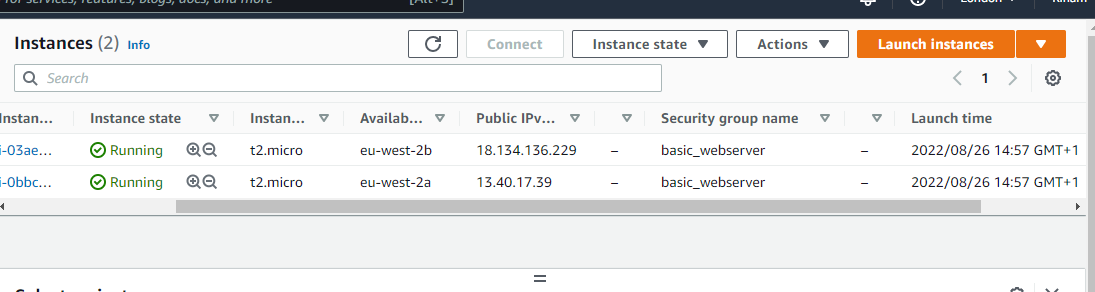 for services, features, blogs, docs, and more [Alt+S] London
Instances (2) Info Connect Instance state Actions Launch instances
Search 1
Instan... Instance state Instan... Availab... Public IPv... Security group name Launch time
i-03ae... Running t2.micro eu-west-2b 18.134.136.229 – basic_webserver – 2022/08/26 14:57 GMT+1
i-0bbc... Running t2.micro eu-west-2a 13.40.17.39 – basic_webserver – 2022/08/26 14:57 GMT+1